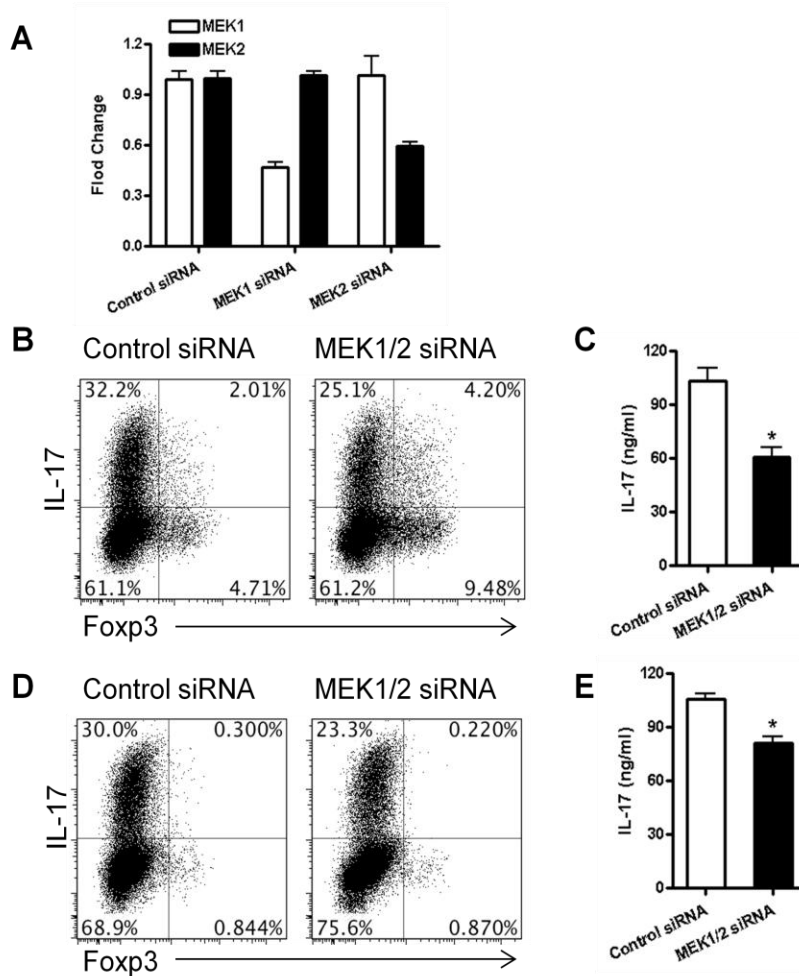 A
MEK1
MEK2
1.2
0.9
0.6
0.3
0.0
Flod Change
Control siRNA
MEK1 siRNA
MEK2 siRNA
B
Control siRNA
MEK1/2 siRNA
32.2%
2.01%
61.1%
4.71%
25.1%
4.20%
61.2%
9.48%
IL-17
Foxp3
C
120
90
60
30
0
IL-17 (ng/ml)
*
Control siRNA
MEK1/2 siRNA
D
Control siRNA
MEK1/2 siRNA
30.0%
0.300%
68.9%
0.844%
23.3%
0.220%
75.6%
0.870%
IL-17
Foxp3
E
120
90
60
30
0
IL-17 (ng/ml)
*
Control siRNA
MEK1/2 siRNA